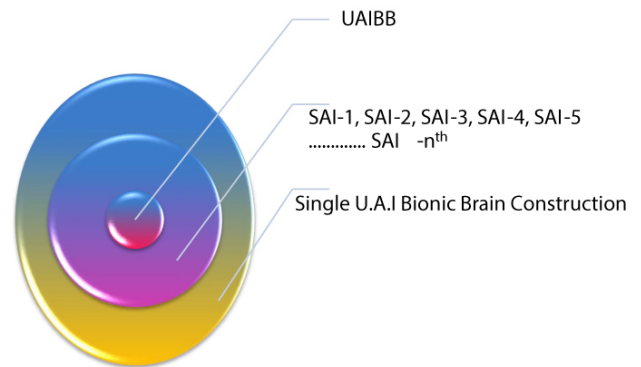 UAIBB
SAI-1, SAI-2, SAI-3, SAI-4, SAI-5
............. SAI -nth
Single U.A.I Bionic Brain Construction